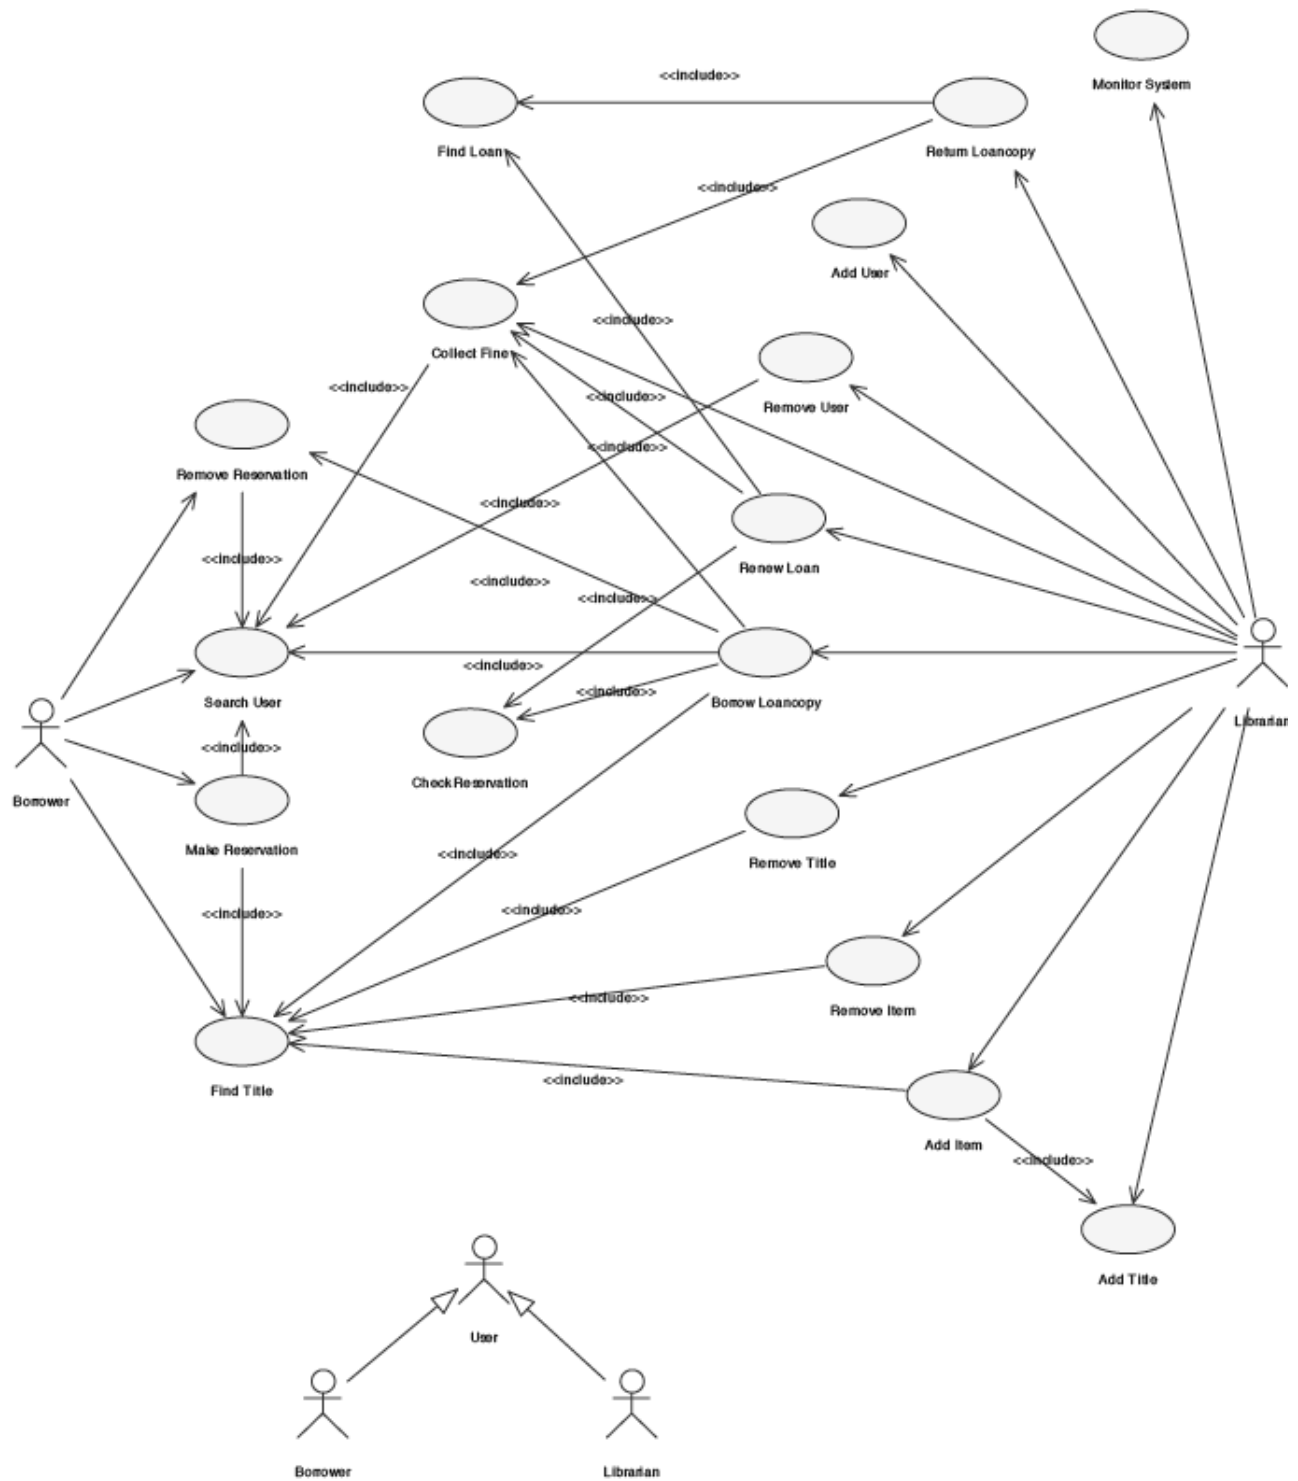 <<include>>
Monitor System
Find Loan
Return Loancopy
<<include>>
Add User
<<include>>
Collect Fine
<<include>>
<<include>>
Remove User
<<include>>
Remove Reservation
<<include>>
<<include>>
<<include>>
Renew Loan
<<include>>
<<include>>
<<include>>
<<include>>
Search User
Borrow Loancopy
Librarian
<<include>>
Check Reservation
Borrower
Make Reservation
<<include>>
Remove Title
<<include>>
<<include>>
<<include>>
Remove Item
<<include>>
Find Title
Add Item
<<include>>
Add Title
User
Borrower
Librarian